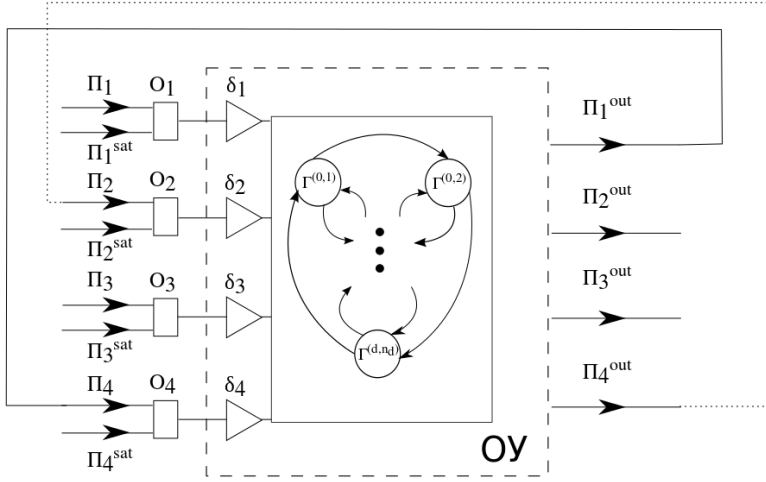 Π₁ O₁ δ₁ Π₁ᵒᵘᵗ
Π₁ˢᵃᵗ
Γ⁽⁰,¹⁾ Γ⁽⁰,²⁾
Π₂ O₂ δ₂ Π₂ᵒᵘᵗ
Π₂ˢᵃᵗ
Π₃ O₃ δ₃ Π₃ᵒᵘᵗ
Π₃ˢᵃᵗ
Γ^(d,n_d)
Π₄ O₄ δ₄ Π₄ᵒᵘᵗ
Π₄ˢᵃᵗ
ОУ